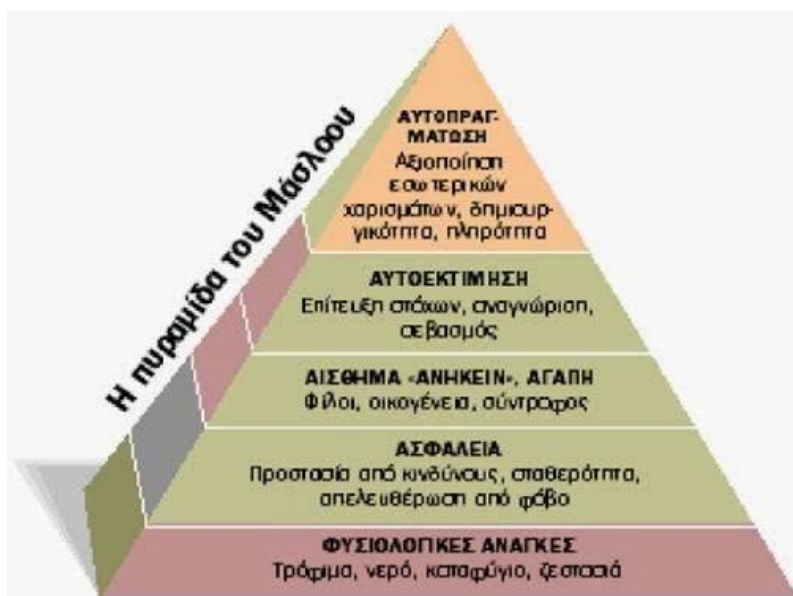 Η πυραμίδα του Μάσλοου
ΑΥΤΟΠΡΑΓ-
ΜΑΤΩΣΗ
Αξιοποίηση
εσωτερικών
χαρισμάτων, δημιουρ-
γικότητα, πληρότητα
ΑΥΤΟΕΚΤΙΜΗΣΗ
Επίτευξη στόχων, αναγνώριση,
σεβασμός
ΑΙΣΘΗΜΑ «ΑΝΗΚΕΙΝ», ΑΓΑΠΗ
Φίλοι, οικογένεια, σύντροφος
ΑΣΦΑΛΕΙΑ
Προστασία από κινδύνους, σταθερότητα,
απελευθέρωση από φόβο
ΦΥΣΙΟΛΟΓΙΚΕΣ ΑΝΑΓΚΕΣ
Τρόφιμα, νερό, καταφύγιο, ζεστασιά